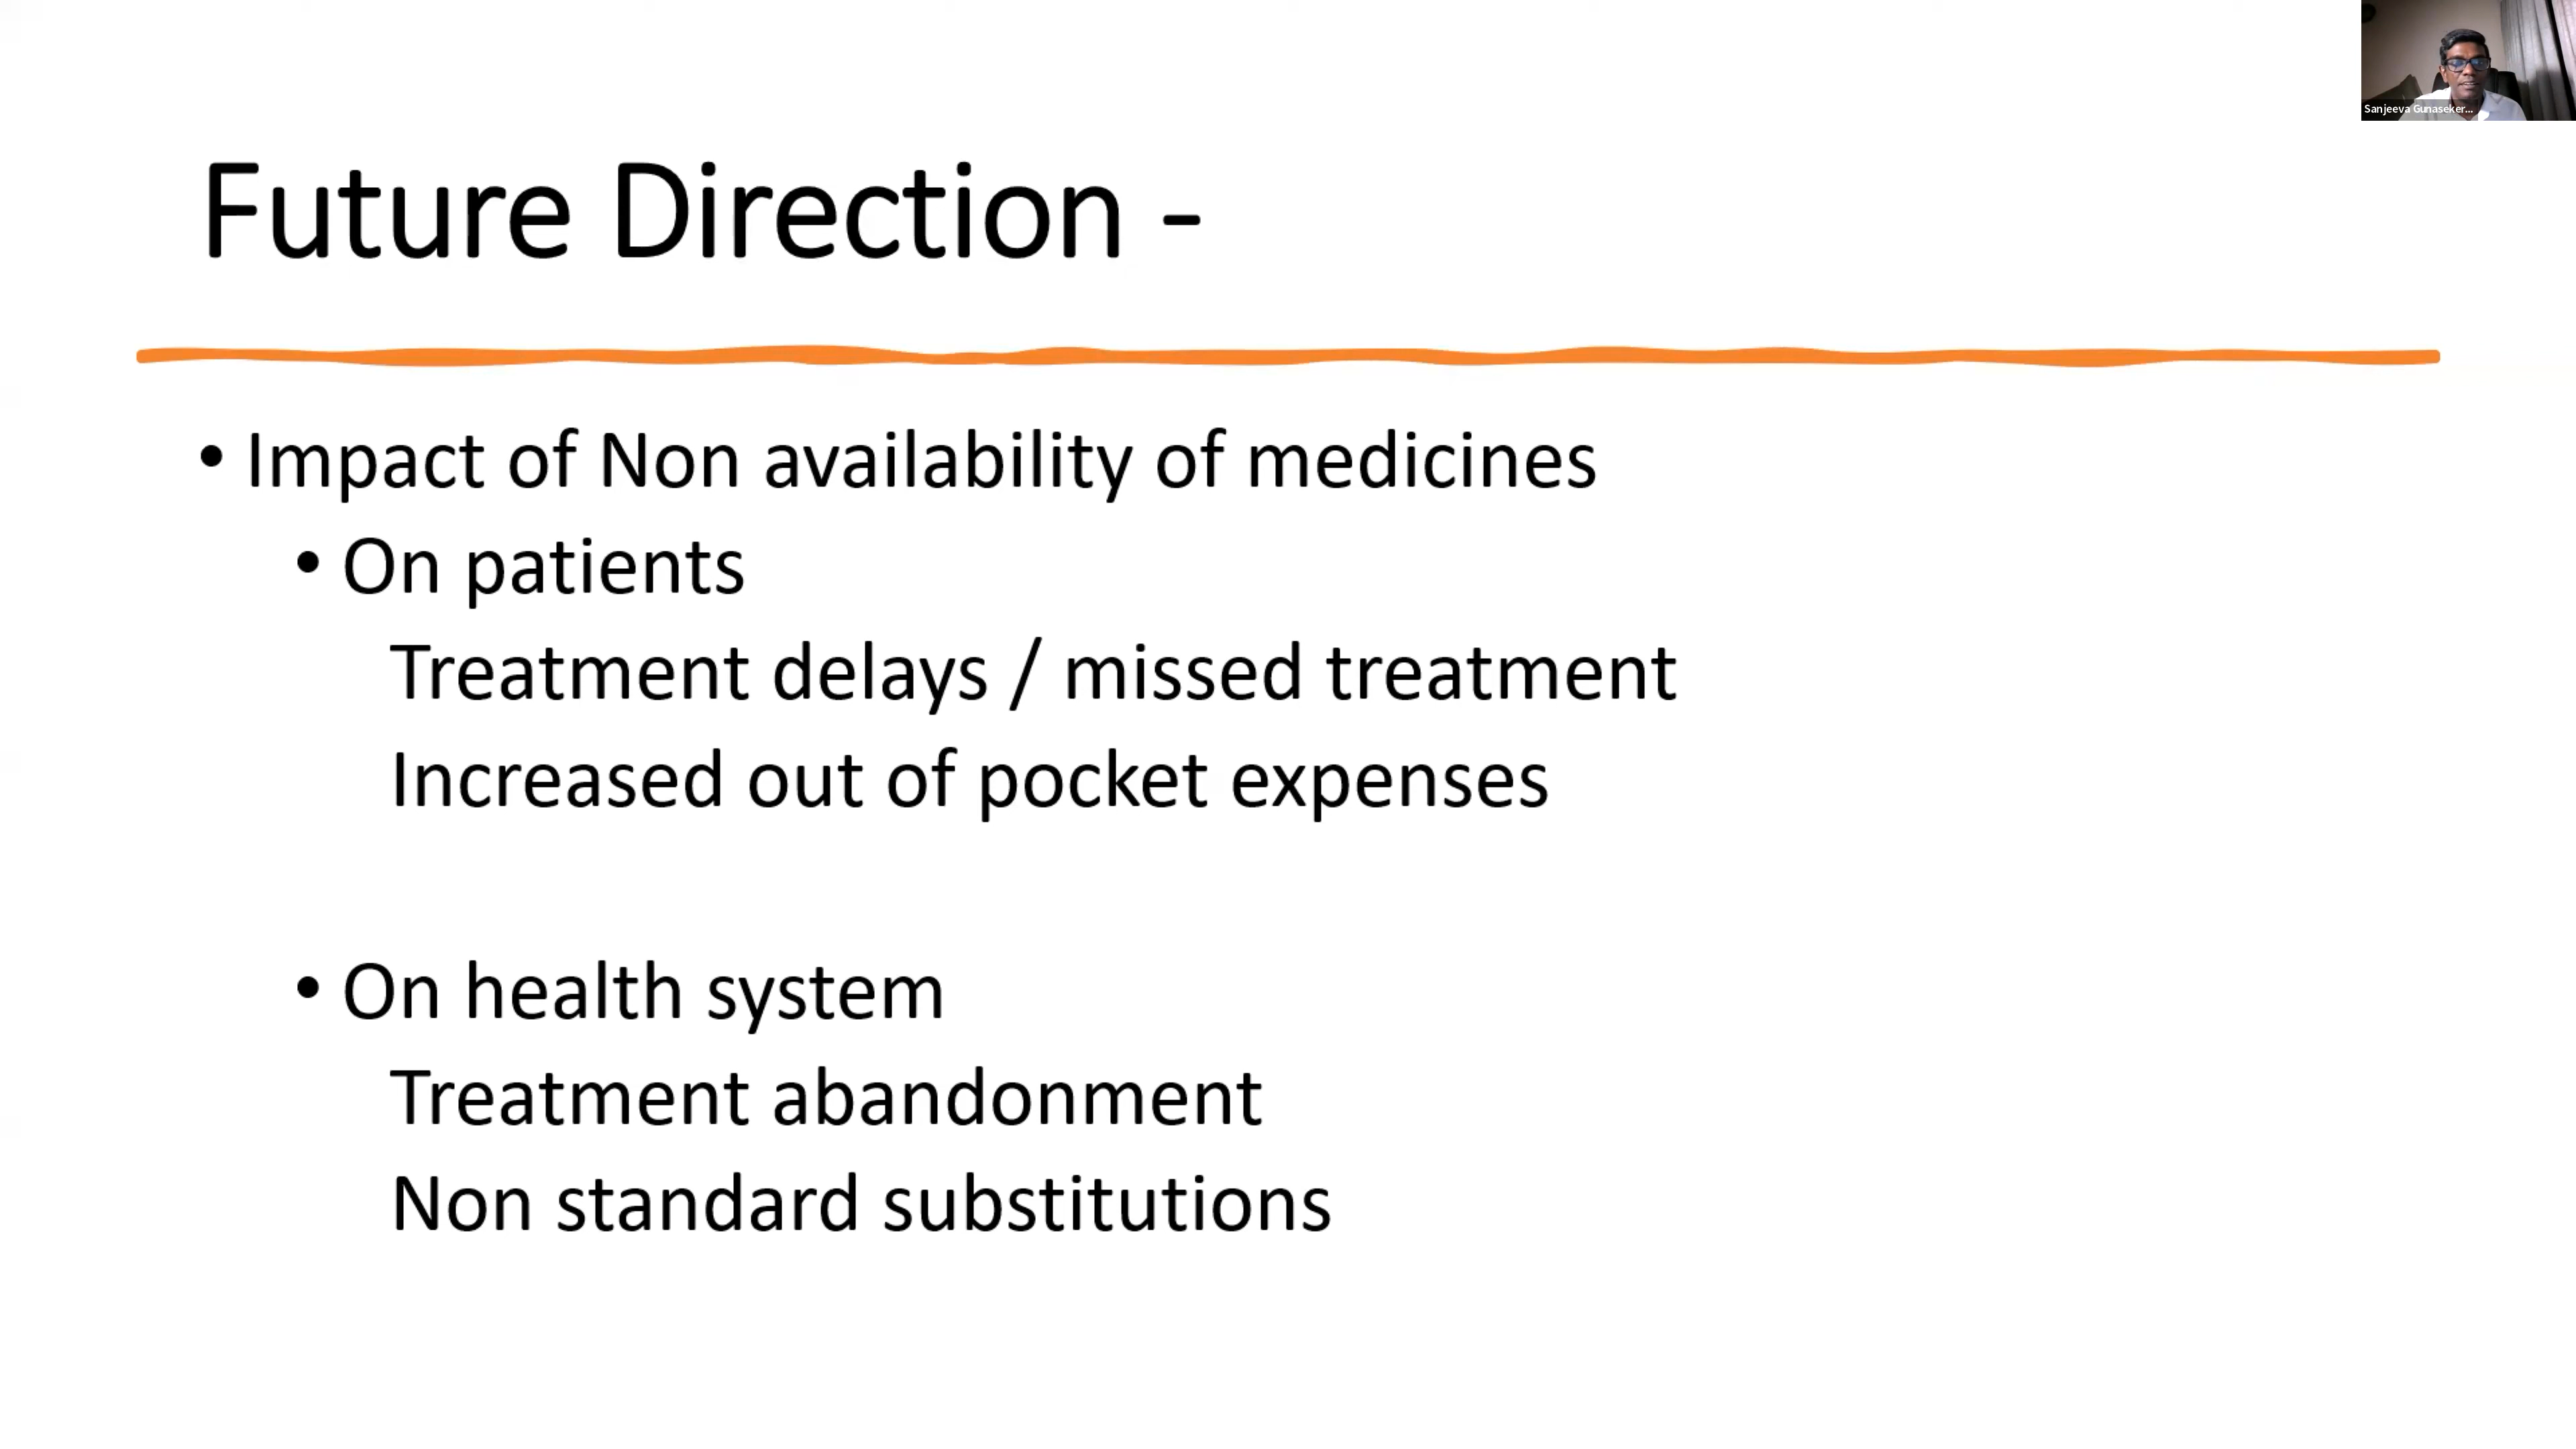 Sanjeeva Gunaseker...
Future Direction -
• Impact of Non availability of medicines
• On patients
Treatment delays / missed treatment
Increased out of pocket expenses
• On health system
Treatment abandonment
Non standard substitutions